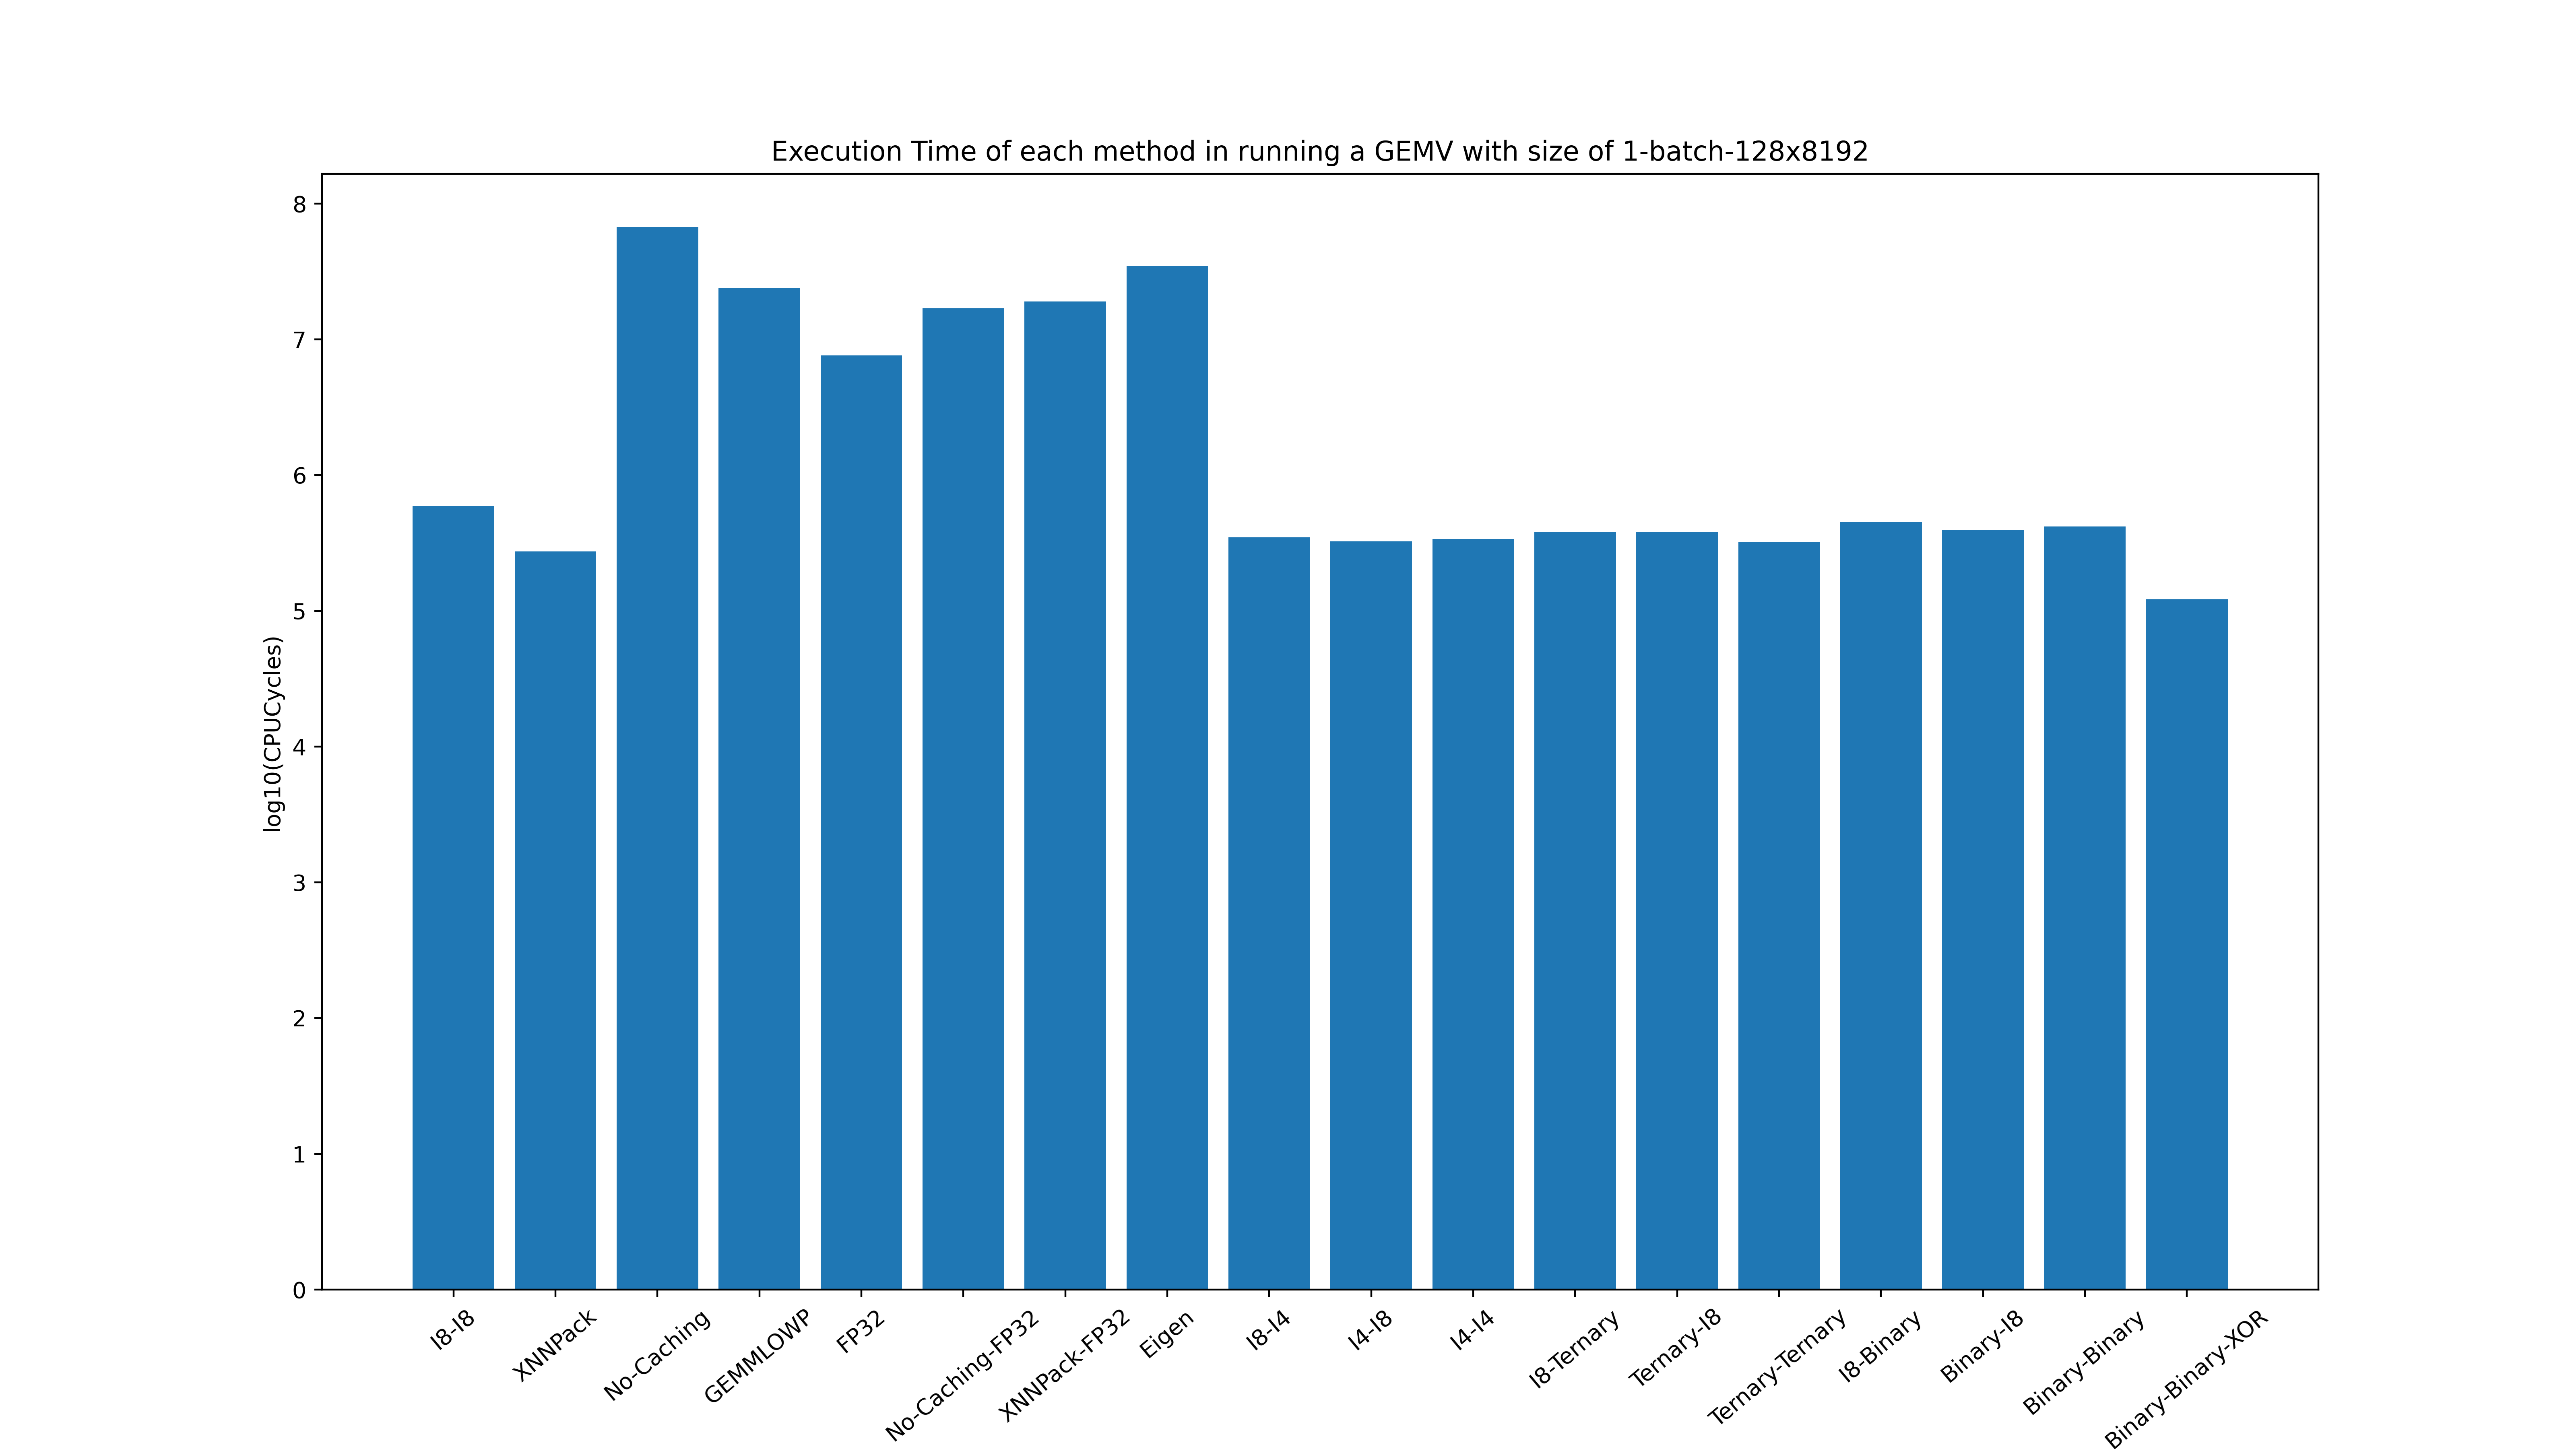 Execution Time of each method in running a GEMV with size of 1-batch-128x8192
log10(CPUCycles)
8
7
6
5
4
3
2
1
0
I8-I8
XNNPack
No-Caching
GEMMLOWP
FP32
No-Caching-FP32
XNNPack-FP32
Eigen
I8-I4
I4-I8
I4-I4
I8-Ternary
Ternary-I8
Ternary-Ternary
I8-Binary
Binary-I8
Binary-Binary
Binary-Binary-XOR